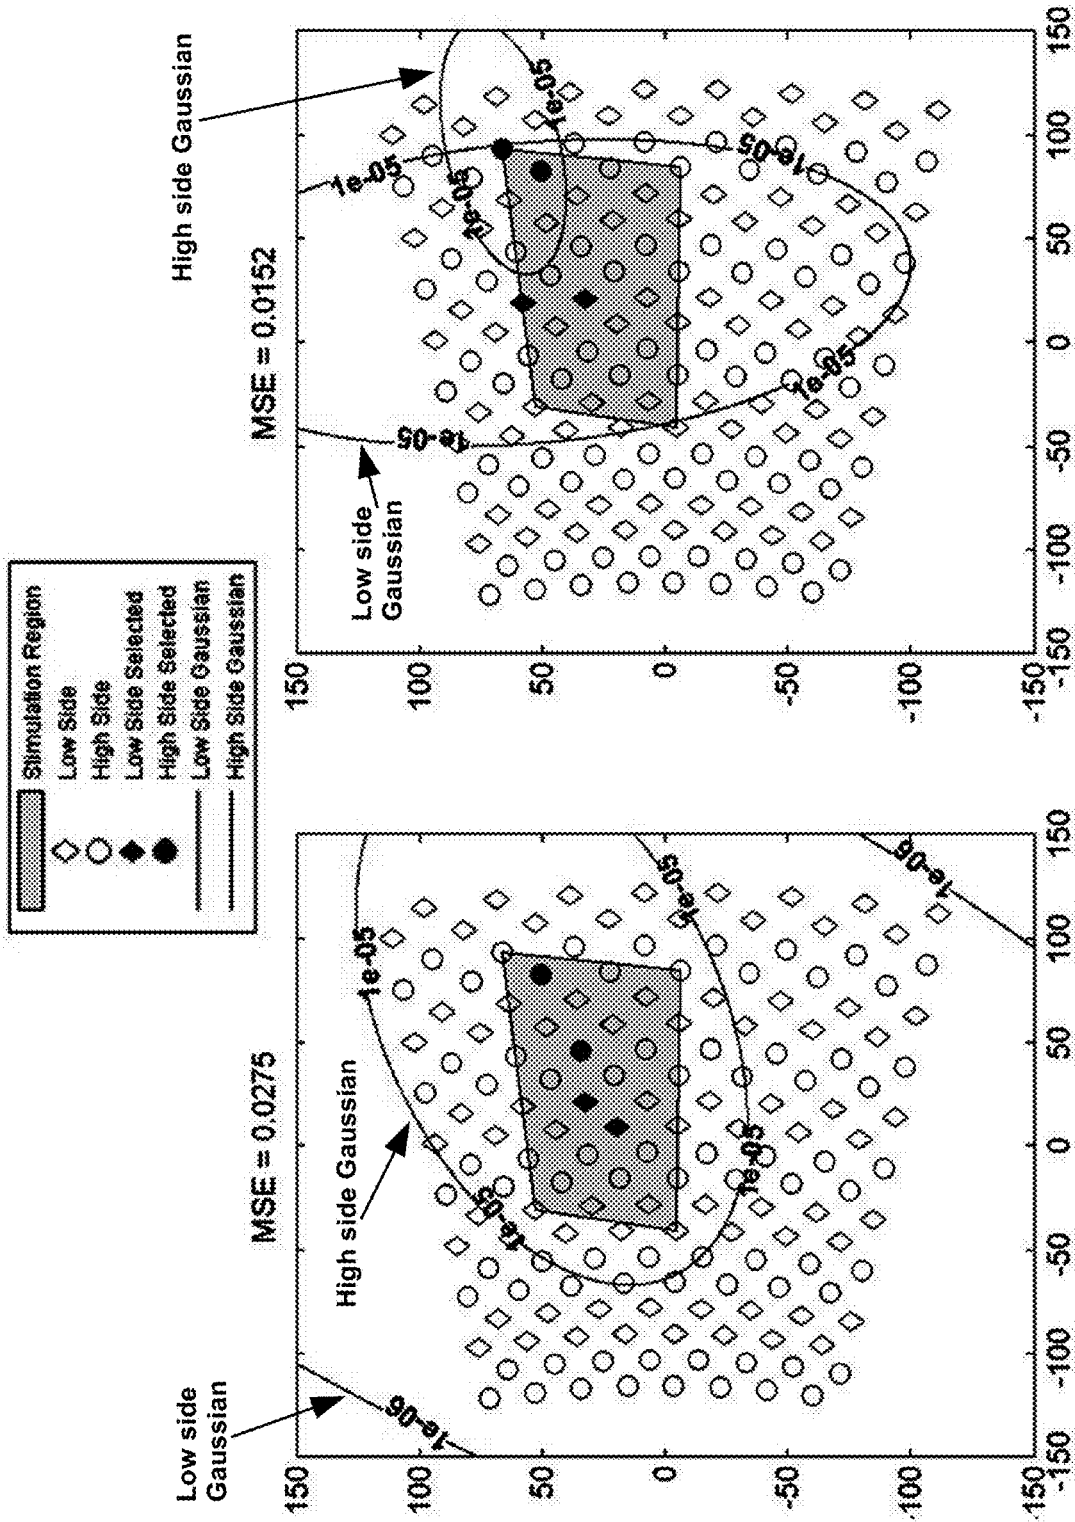 Stimulation Region
Low Side
High Side
Low Side Selected
High Side Selected
Low Side Gaussian
High Side Gaussian
Low side
Gaussian
MSE = 0.0275
High side Gaussian
1e-06
1e-05
1e-05
1e-05
1e-05
1e-06
150
100
50
0
-50
-100
-150
-150
-100
-50
0
50
100
150
High side Gaussian
MSE = 0.0152
Low side
Gaussian
1e-05
1e-05
1e-05
1e-05
1e-05
1e-05
150
100
50
0
-50
-100
-150
-150
-100
-50
0
50
100
150